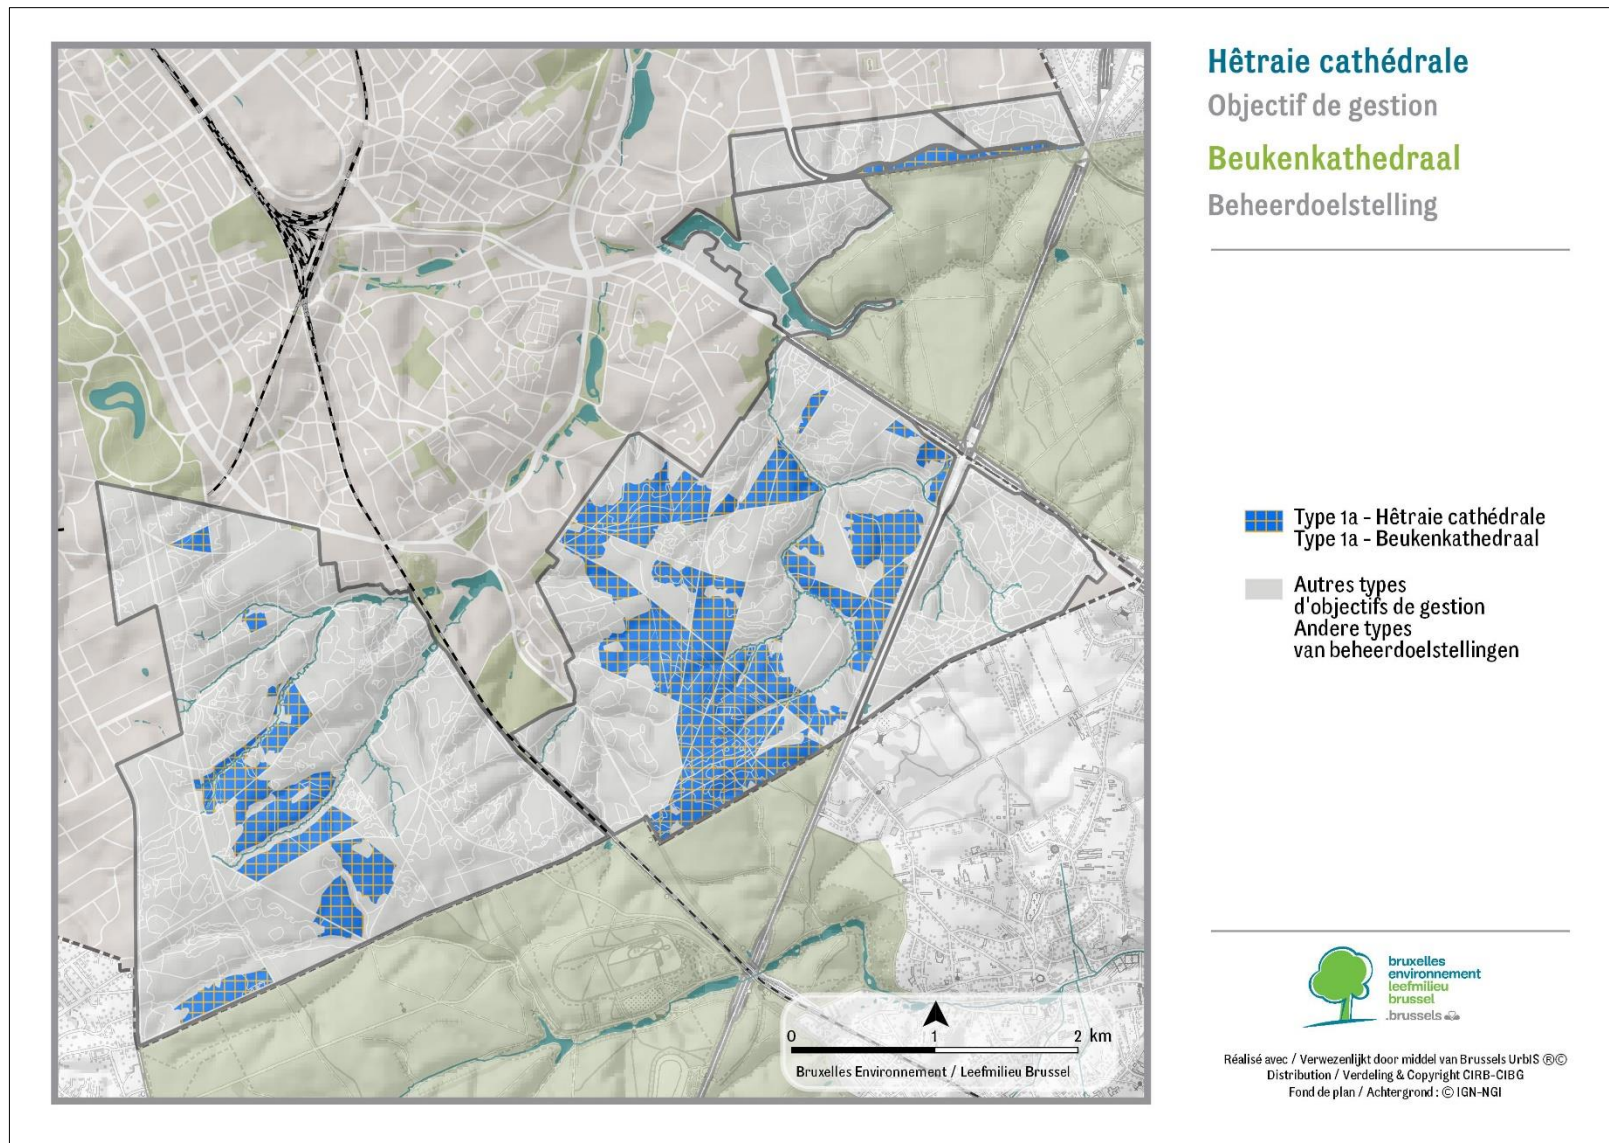 Hêtraie cathédrale
Objectif de gestion
Beukenkathedraal
Beheerdoelstelling
Type 1a - Hêtraie cathédrale
Type 1a - Beukenkathedraal
Autres types
d'objectifs de gestion
Andere types
van beheerdoelstellingen
0 1 2 km
Bruxelles Environnement / Leefmilieu Brussel
bruxelles
environnement
leefmilieu
brussel
.brussels
Réalisé avec / Verwezenlijkt door middel van Brussels UrbIS ®©
Distribution / Verdeling & Copyright CIRB-CIBG
Fond de plan / Achtergrond : © IGN-NGI